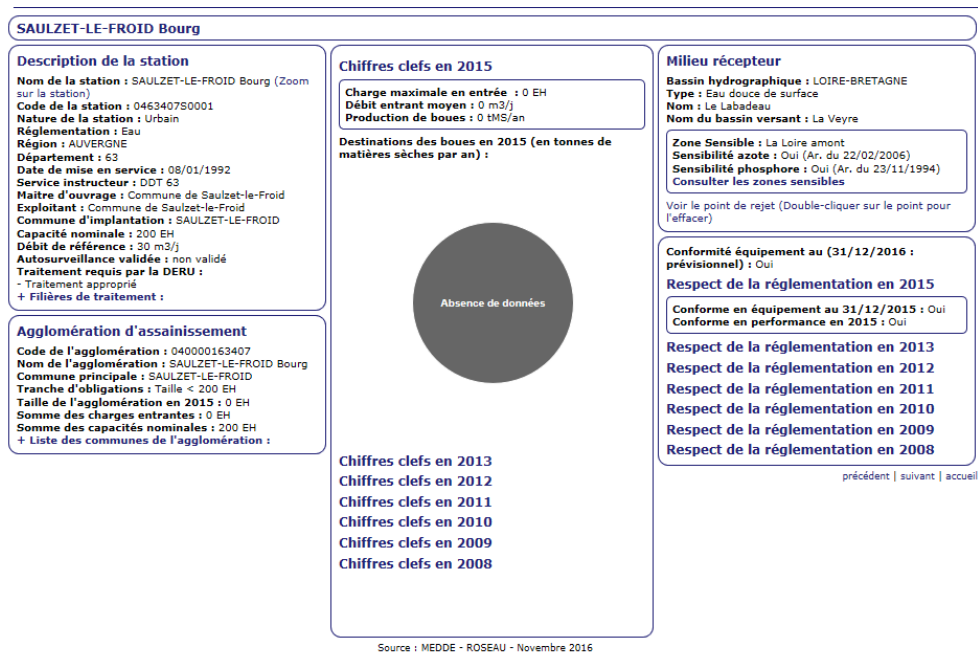 SAULZET-LE-FROID Bourg
Description de la station
Nom de la station : SAULZET-LE-FROID Bourg (Zoom
sur la station)
Code de la station : 0463407S0001
Nature de la station : Urbain
Réglementation : Eau
Région : AUVERGNE
Département : 63
Date de mise en service : 08/01/1992
Service instructeur : DDT 63
Maitre d'ouvrage : Commune de Saulzet-le-Froid
Exploitant : Commune de Saulzet-le-Froid
Commune d'implantation : SAULZET-LE-FROID
Capacité nominale : 200 EH
Débit de référence : 30 m3/j
Autosurveillance validée : non validé
Traitement requis par la DERU :
- Traitement approprié
+ Filières de traitement :
Agglomération d'assainissement
Code de l'agglomération : 040000163407
Nom de l'agglomération : SAULZET-LE-FROID Bourg
Commune principale : SAULZET-LE-FROID
Tranche d'obligations : Taille < 200 EH
Taille de l'agglomération en 2015 : 0 EH
Somme des charges entrantes : 0 EH
Somme des capacités nominales : 200 EH
+ Liste des communes de l'agglomération :
Chiffres clefs en 2015
Charge maximale en entrée : 0 EH
Débit entrant moyen : 0 m3/j
Production de boues : 0 tMS/an
Destinations des boues en 2015 (en tonnes de
matières sèches par an) :
Absence de données
Chiffres clefs en 2013
Chiffres clefs en 2012
Chiffres clefs en 2011
Chiffres clefs en 2010
Chiffres clefs en 2009
Chiffres clefs en 2008
Milieu récepteur
Bassin hydrographique : LOIRE-BRETAGNE
Type : Eau douce de surface
Nom : Le Labadeau
Nom du bassin versant : La Veyre
Zone Sensible : La Loire amont
Sensibilité azote : Oui (Ar. du 22/02/2006)
Sensibilité phosphore : Oui (Ar. du 23/11/1994)
Consulter les zones sensibles
Voir le point de rejet (Double-cliquer sur le point pour
l'effacer)
Conformité équipement au (31/12/2016 :
prévisionnel) : Oui
Respect de la réglementation en 2015
Conforme en équipement au 31/12/2015 : Oui
Conforme en performance en 2015 : Oui
Respect de la réglementation en 2013
Respect de la réglementation en 2012
Respect de la réglementation en 2011
Respect de la réglementation en 2010
Respect de la réglementation en 2009
Respect de la réglementation en 2008
précédent | suivant | accueil
Source : MEDDE - ROSEAU - Novembre 2016